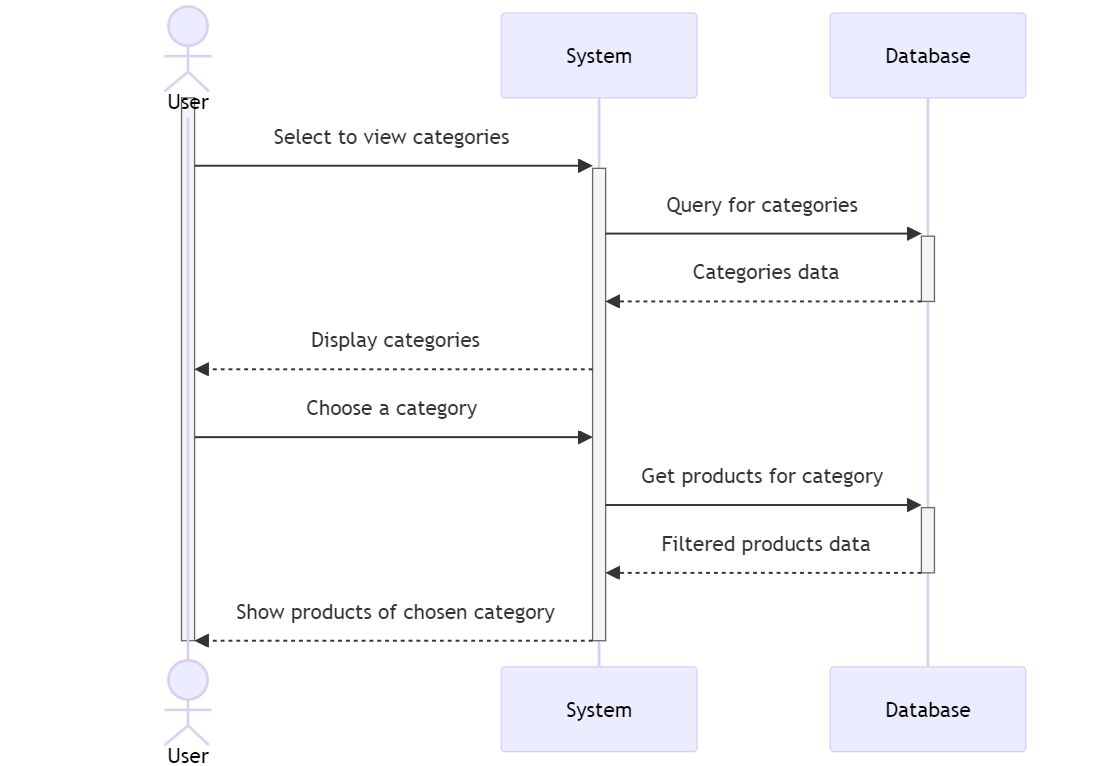 User
System
Database
Select to view categories
Query for categories
Categories data
Display categories
Choose a category
Get products for category
Filtered products data
Show products of chosen category
User
System
Database